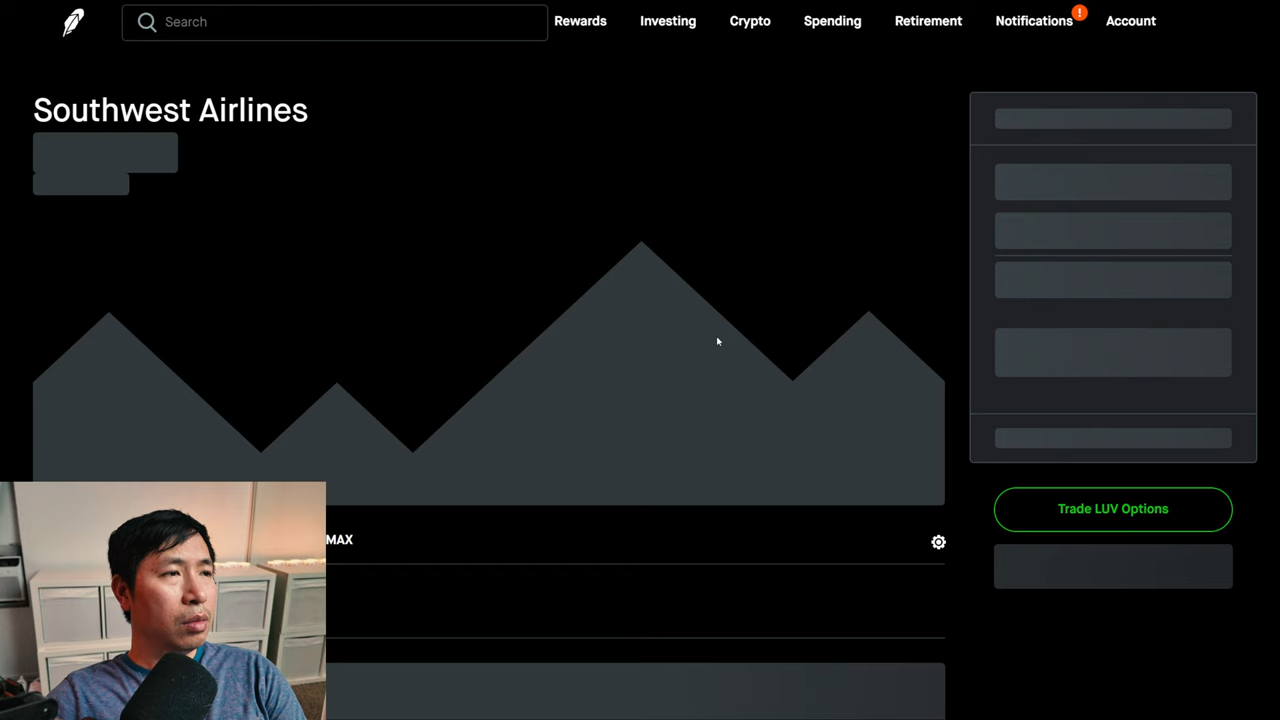 Search
Rewards
Investing
Crypto
Spending
Retirement
Notifications
!
Account
Southwest Airlines
MAX
Trade LUV Options